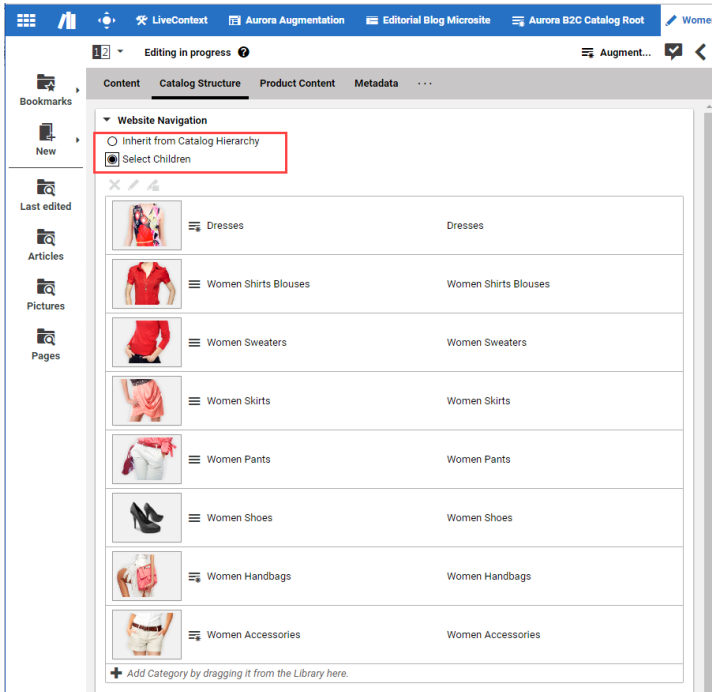 LiveContext
Aurora Augmentation
Editorial Blog Microsite
Aurora B2C Catalog Root
Wome
12
Editing in progress
?
Augment...
Bookmarks
New
Last edited
Articles
Pictures
Pages
Content
Catalog Structure
Product Content
Metadata
...
Website Navigation
Inherit from Catalog Hierarchy
Select Children
Dresses Dresses
Women Shirts Blouses Women Shirts Blouses
Women Sweaters Women Sweaters
Women Skirts Women Skirts
Women Pants Women Pants
Women Shoes Women Shoes
Women Handbags Women Handbags
Women Accessories Women Accessories
Add Category by dragging it from the Library here.